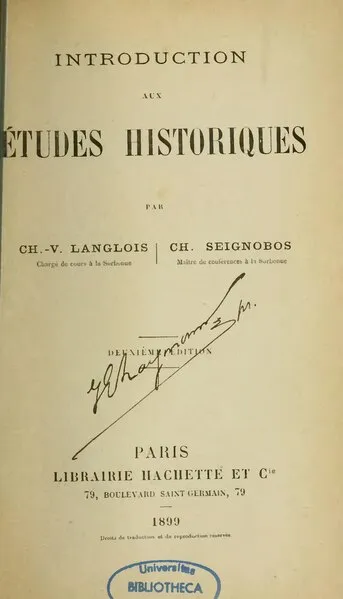 INTRODUCTION
AUX
ÉTUDES HISTORIQUES
PAR
CH.-V. LANGLOIS
Chargé de cours à la Sorbonne
CH. SEIGNOBOS
Maître de conférences à la Sorbonne
DEUXIÈME ÉDITION
PARIS
LIBRAIRIE HACHETTE ET Cie
79, BOULEVARD SAINT-GERMAIN, 79
1899
Droits de traduction et de reproduction réservés.
Universitas
BIBLIOTHECA